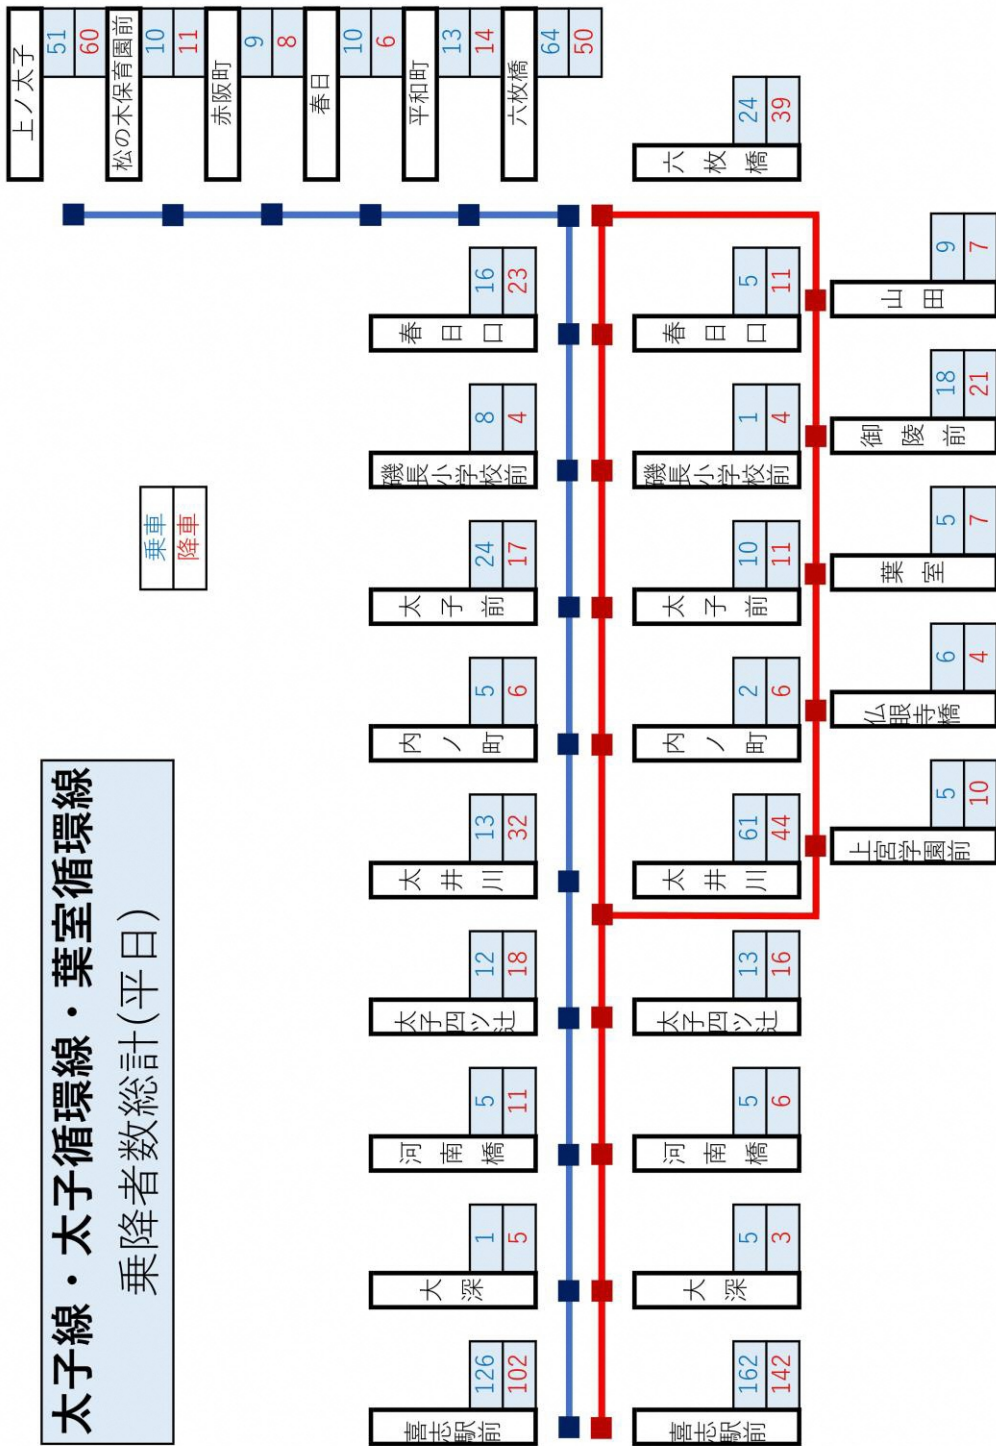 太子線・太子循環線・葉室循環線
乗降者数総計(平日)
乗車
降車
上ノ太子
51
60
松の木保育園前
10
11
赤阪町
9
8
春日
10
6
平和町
13
14
六枚橋
64
50
喜志駅前
126
102
大深
1
5
河南橋
5
11
太子四ツ辻
12
18
太井川
13
32
内ノ町
5
6
太子前
24
17
磯長小学校前
8
4
春日口
16
23
喜志駅前
162
142
大深
5
3
河南橋
5
6
太子四ツ辻
13
16
太井川
61
44
内ノ町
2
6
太子前
10
11
磯長小学校前
1
4
春日口
5
11
六枚橋
24
39
上宮学園前
5
10
仏眼寺橋
6
4
葉室
5
7
御陵前
18
21
山田
9
7